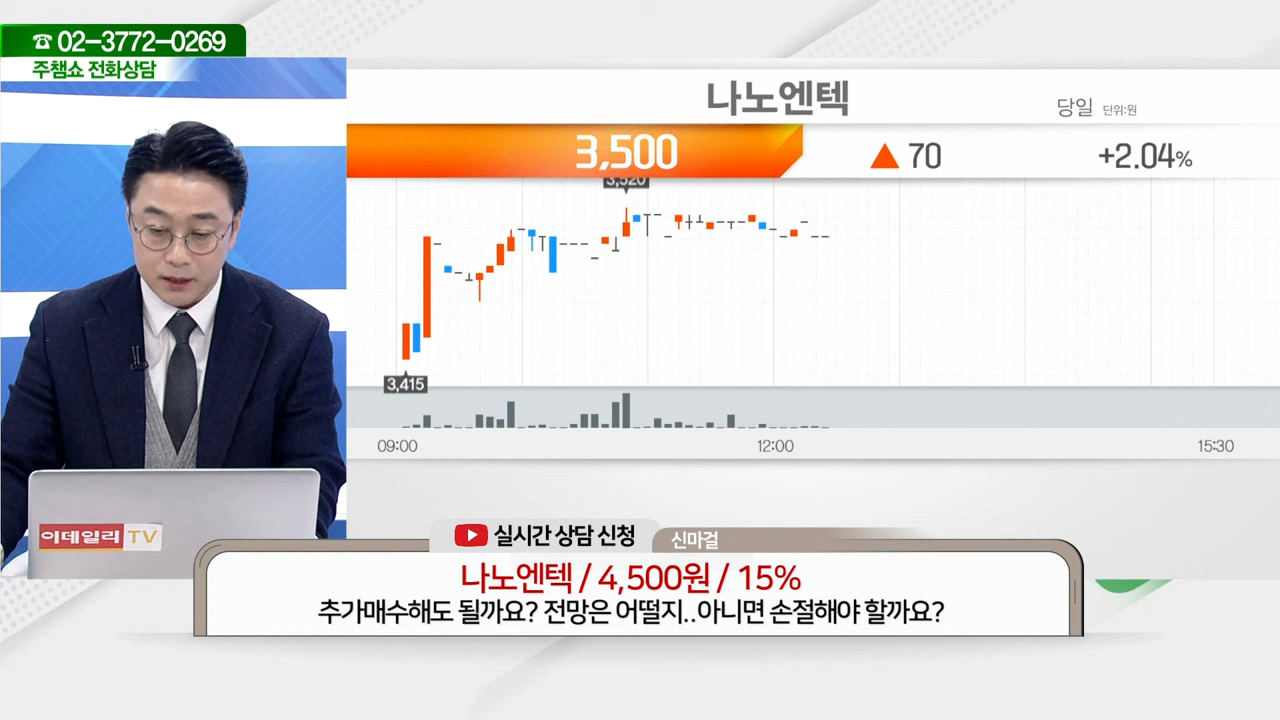 ☎ 02-3772-0269
주챔쇼 전화상담
나노엔텍
당일 단위:원
3,500 ▲ 70 +2.04%
3,520
3,415
09:00 12:00 15:30
이데일리 TV
실시간 상담 신청 신마걸
나노엔텍 / 4,500원 / 15%
추가매수해도 될까요? 전망은 어떨지..아니면 손절해야 할까요?